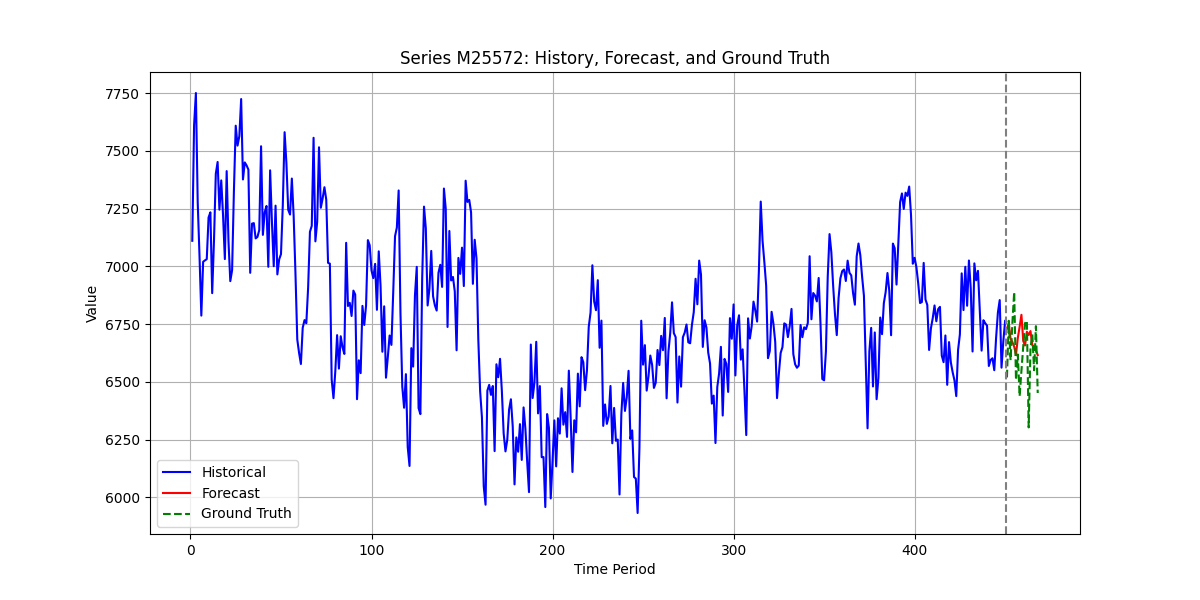 Series M25572: History, Forecast, and Ground Truth
Value
7750
7500
7250
7000
6750
6500
6250
6000
Historical
Forecast
Ground Truth
0
100
200
300
400
Time Period